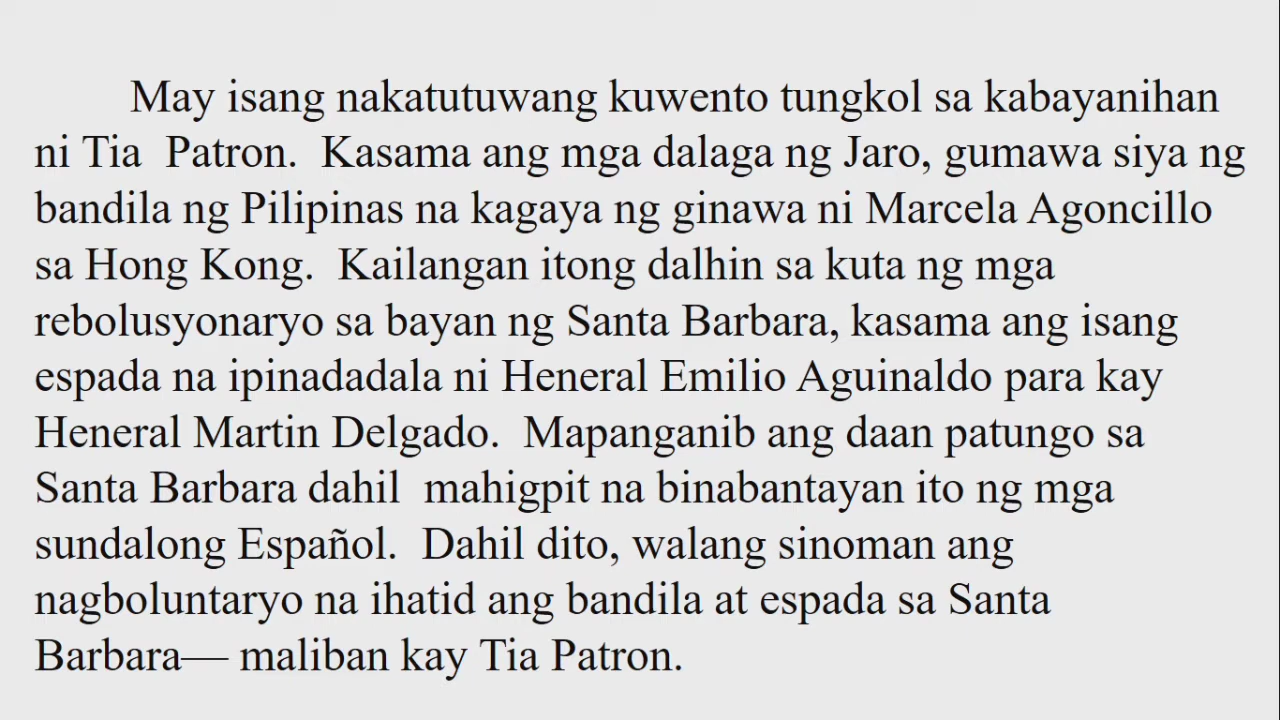 May isang nakatutuwang kuwento tungkol sa kabayanihan
ni Tia  Patron.  Kasama ang mga dalaga ng Jaro, gumawa siya ng
bandila ng Pilipinas na kagaya ng ginawa ni Marcela Agoncillo
sa Hong Kong.  Kailangan itong dalhin sa kuta ng mga
rebolusyonaryo sa bayan ng Santa Barbara, kasama ang isang
espada na ipinadadala ni Heneral Emilio Aguinaldo para kay
Heneral Martin Delgado.  Mapanganib ang daan patungo sa
Santa Barbara dahil  mahigpit na binabantayan ito ng mga
sundalong Español.  Dahil dito, walang sinoman ang
nagboluntaryo na ihatid ang bandila at espada sa Santa
Barbara— maliban kay Tia Patron.